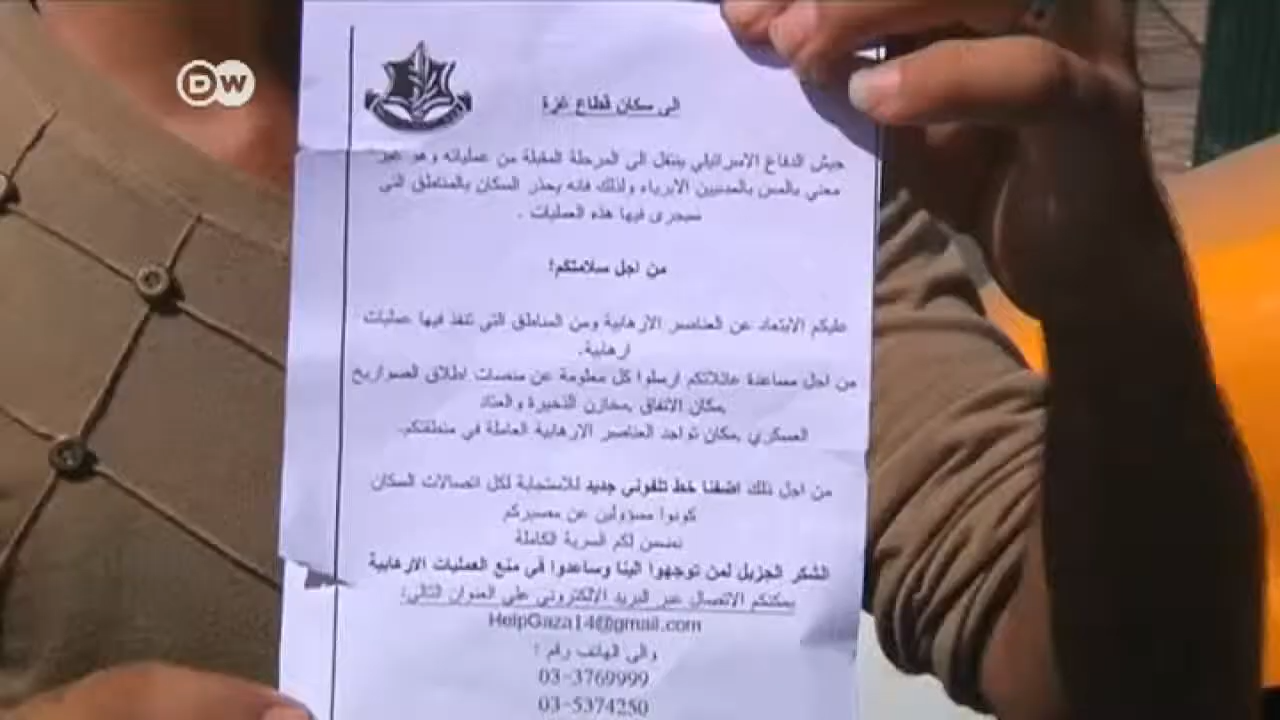 DW
الى سكان قطاع غزة
جيش الدفاع الاسرائيلي ينتقل الى المرحلة المقبلة من عملياته وهو غير
معني بالمس بالمدنيين الابرياء ولذلك فانه يحذر السكان بالمناطق التي
سيجرى فيها هذه العمليات .
من اجل سلامتكم!
عليكم الابتعاد عن العناصر الارهابية ومن المناطق التي تنفذ فيها عمليات
ارهابية.
من اجل مساعدة عائلاتكم ارسلوا كل معلومة عن منصات اطلاق الصواريخ
,مكان الانفاق ,مخازن الذخيرة والعتاد
العسكري ,مكان تواجد العناصر الارهابية العاملة في منطقتكم.
من اجل ذلك اضفنا خط تلفوني جديد للاستجابة لكل اتصالات السكان
كونوا مسؤولين عن مصيركم
نضمن لكم السرية الكاملة
الشكر الجزيل لمن توجهوا الينا وساعدوا في منع العمليات الارهابية
يمكنكم الاتصال عبر البريد الالكتروني على العنوان التالي:
HelpGaza14@gmail.com
والى الهاتف رقم :
03-3769999
03-5374250